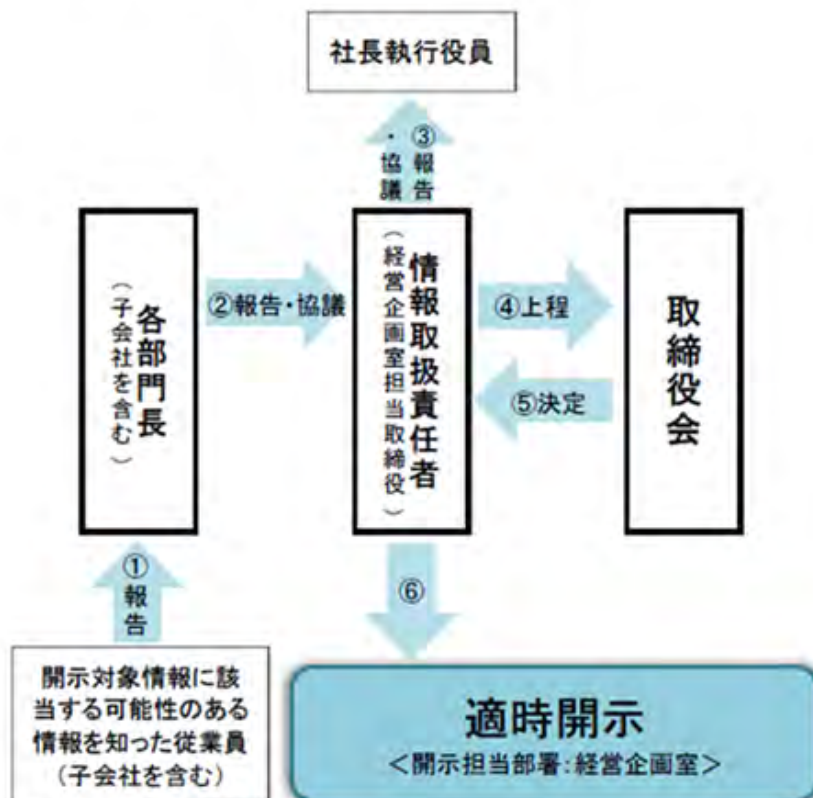 社長執行役員
③報告
・協議
各部門長
（子会社を含む）
②報告・協議
情報取扱責任者
（経営企画室担当取締役）
④上程
⑤決定
取締役会
①
報
告
⑥
開示対象情報に該
当する可能性のある
情報を知った従業員
（子会社を含む）
適時開示
＜開示担当部署：経営企画室＞